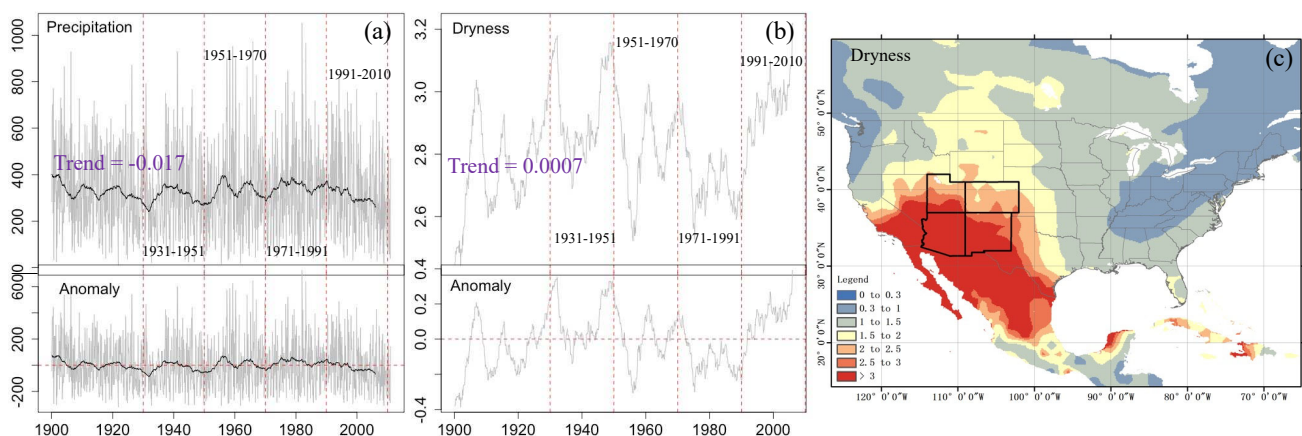 Precipitation
(a)
1000
800
600
400
200
1951-1970
1991-2010
Trend = -0.017
1931-1951
1971-1991
Anomaly
6000
200
0
-200
1900
1920
1940
1960
1980
2000
Dryness
(b)
3.2
3.0
2.8
2.6
2.4
1951-1970
1991-2010
Trend = 0.0007
1931-1951
1971-1991
Anomaly
0.4
0.2
0.0
-0.4
1900
1920
1940
1960
1980
2000
Dryness
(c)
50° 0'0"N
40° 0'0"N
30° 0'0"N
20° 0'0"N
Legend
0 to 0.3
0.3 to 1
1 to 1.5
1.5 to 2
2 to 2.5
2.5 to 3
> 3
120° 0'0"W
110° 0'0"W
100° 0'0"W
90° 0'0"W
80° 0'0"W
70° 0'0"W